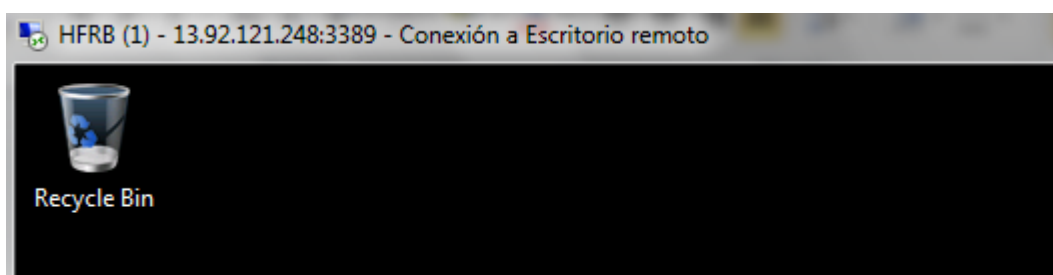 HFRB (1) - 13.92.121.248:3389 - Conexión a Escritorio remoto
Recycle Bin